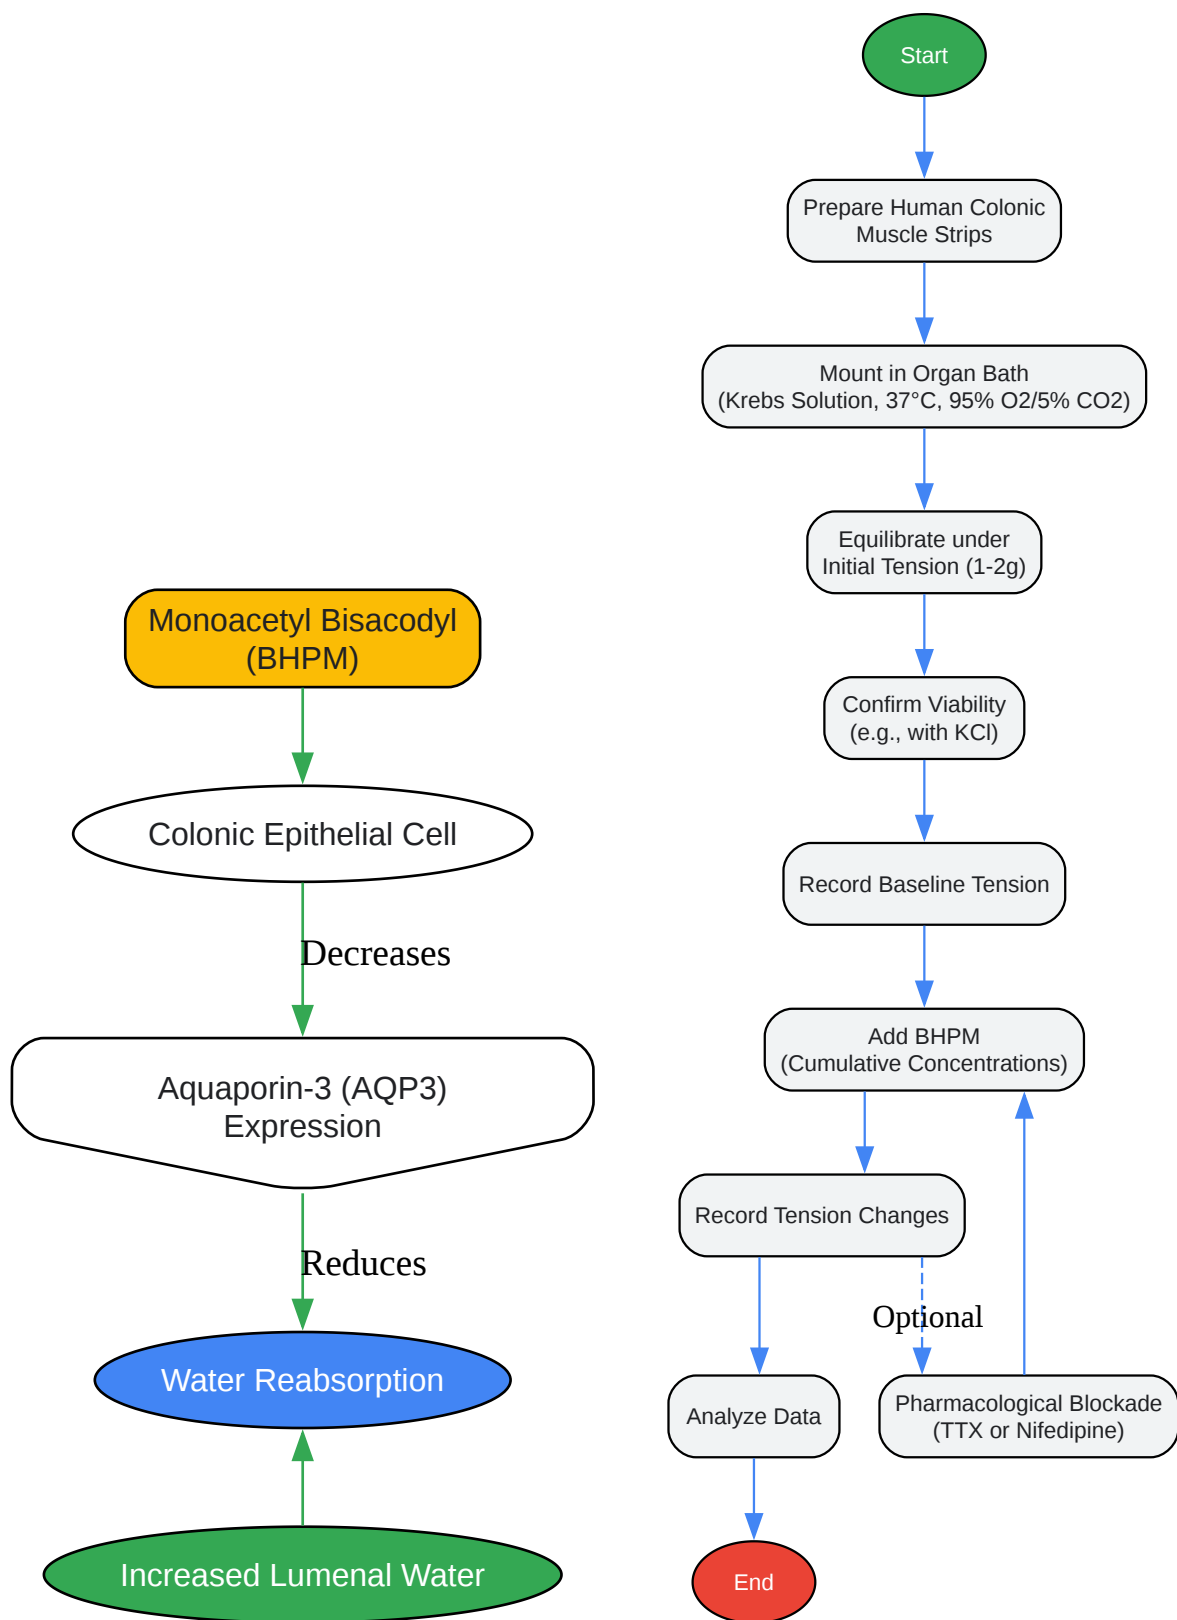 Monoacetyl Bisacodyl
(BHPM)
Colonic Epithelial Cell
Decreases
Aquaporin-3 (AQP3)
Expression
Reduces
Water Reabsorption
Increased Lumenal Water
Start
Prepare Human Colonic
Muscle Strips
Mount in Organ Bath
(Krebs Solution, 37°C, 95% O2/5% CO2)
Equilibrate under
Initial Tension (1-2g)
Confirm Viability
(e.g., with KCl)
Record Baseline Tension
Add BHPM
(Cumulative Concentrations)
Record Tension Changes
Optional
Analyze Data
Pharmacological Blockade
(TTX or Nifedipine)
End